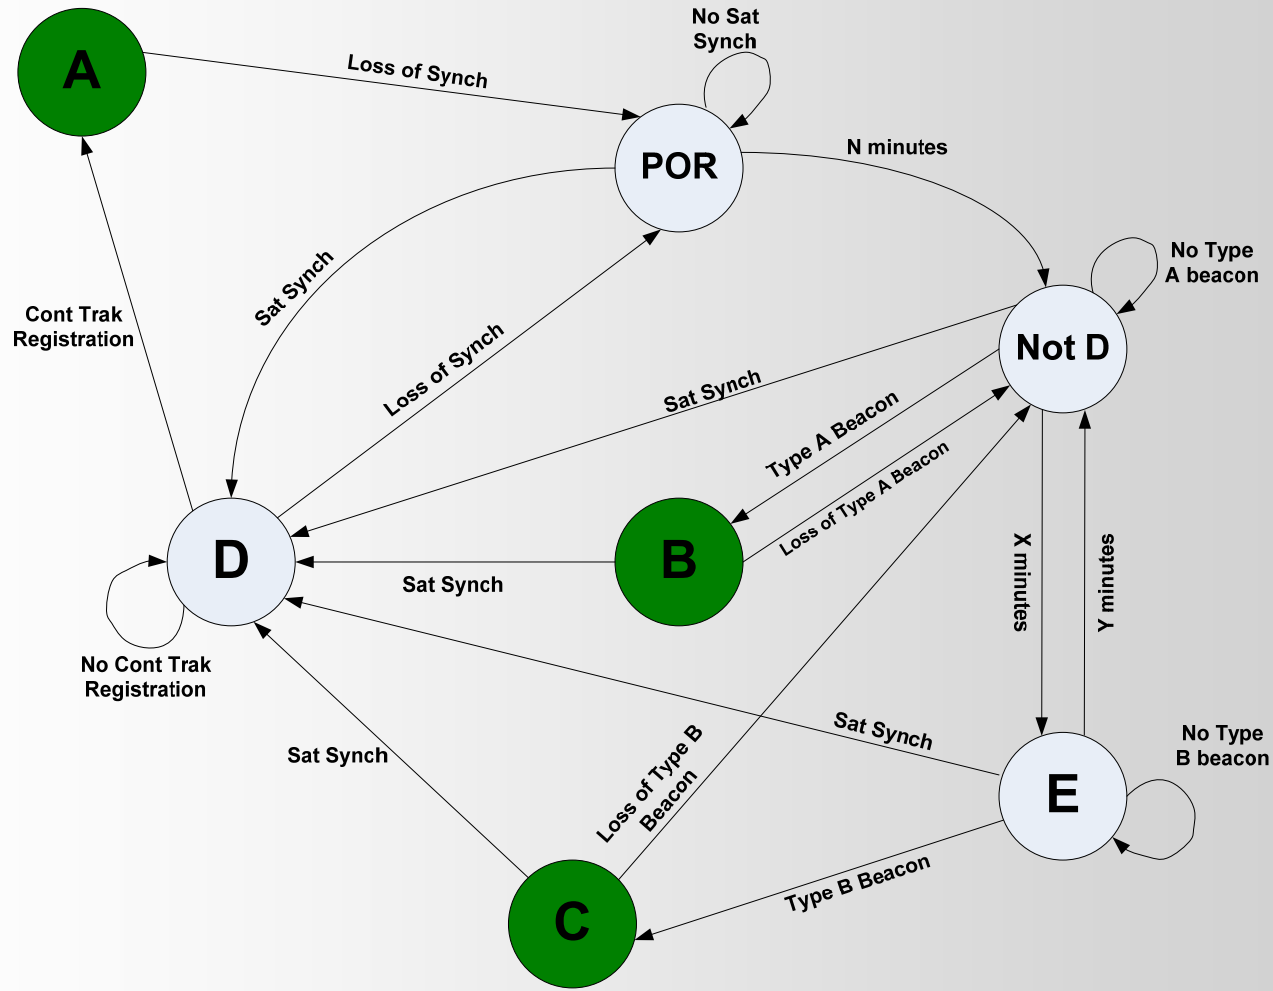 No Sat
Synch
A
Loss of Synch
N minutes
POR
No Type
A beacon
Sat Synch
Cont Trak
Registration
Loss of Synch
Not D
Sat Synch
Type A Beacon
Loss of Type A Beacon
D
B
Sat Synch
X minutes
Y minutes
No Cont Trak
Registration
Sat Synch
Sat Synch
No Type
B beacon
Loss of Type B
Beacon
E
Type B Beacon
C